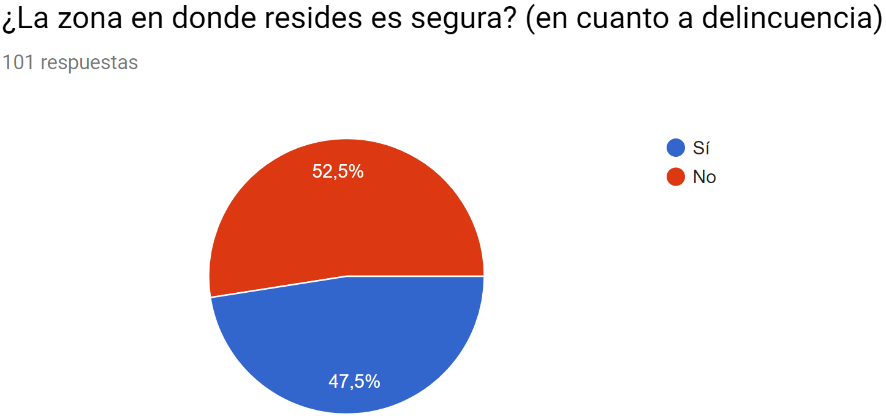 ¿La zona en donde resides es segura? (en cuanto a delincuencia)
101 respuestas
Sí
No
52,5%
47,5%